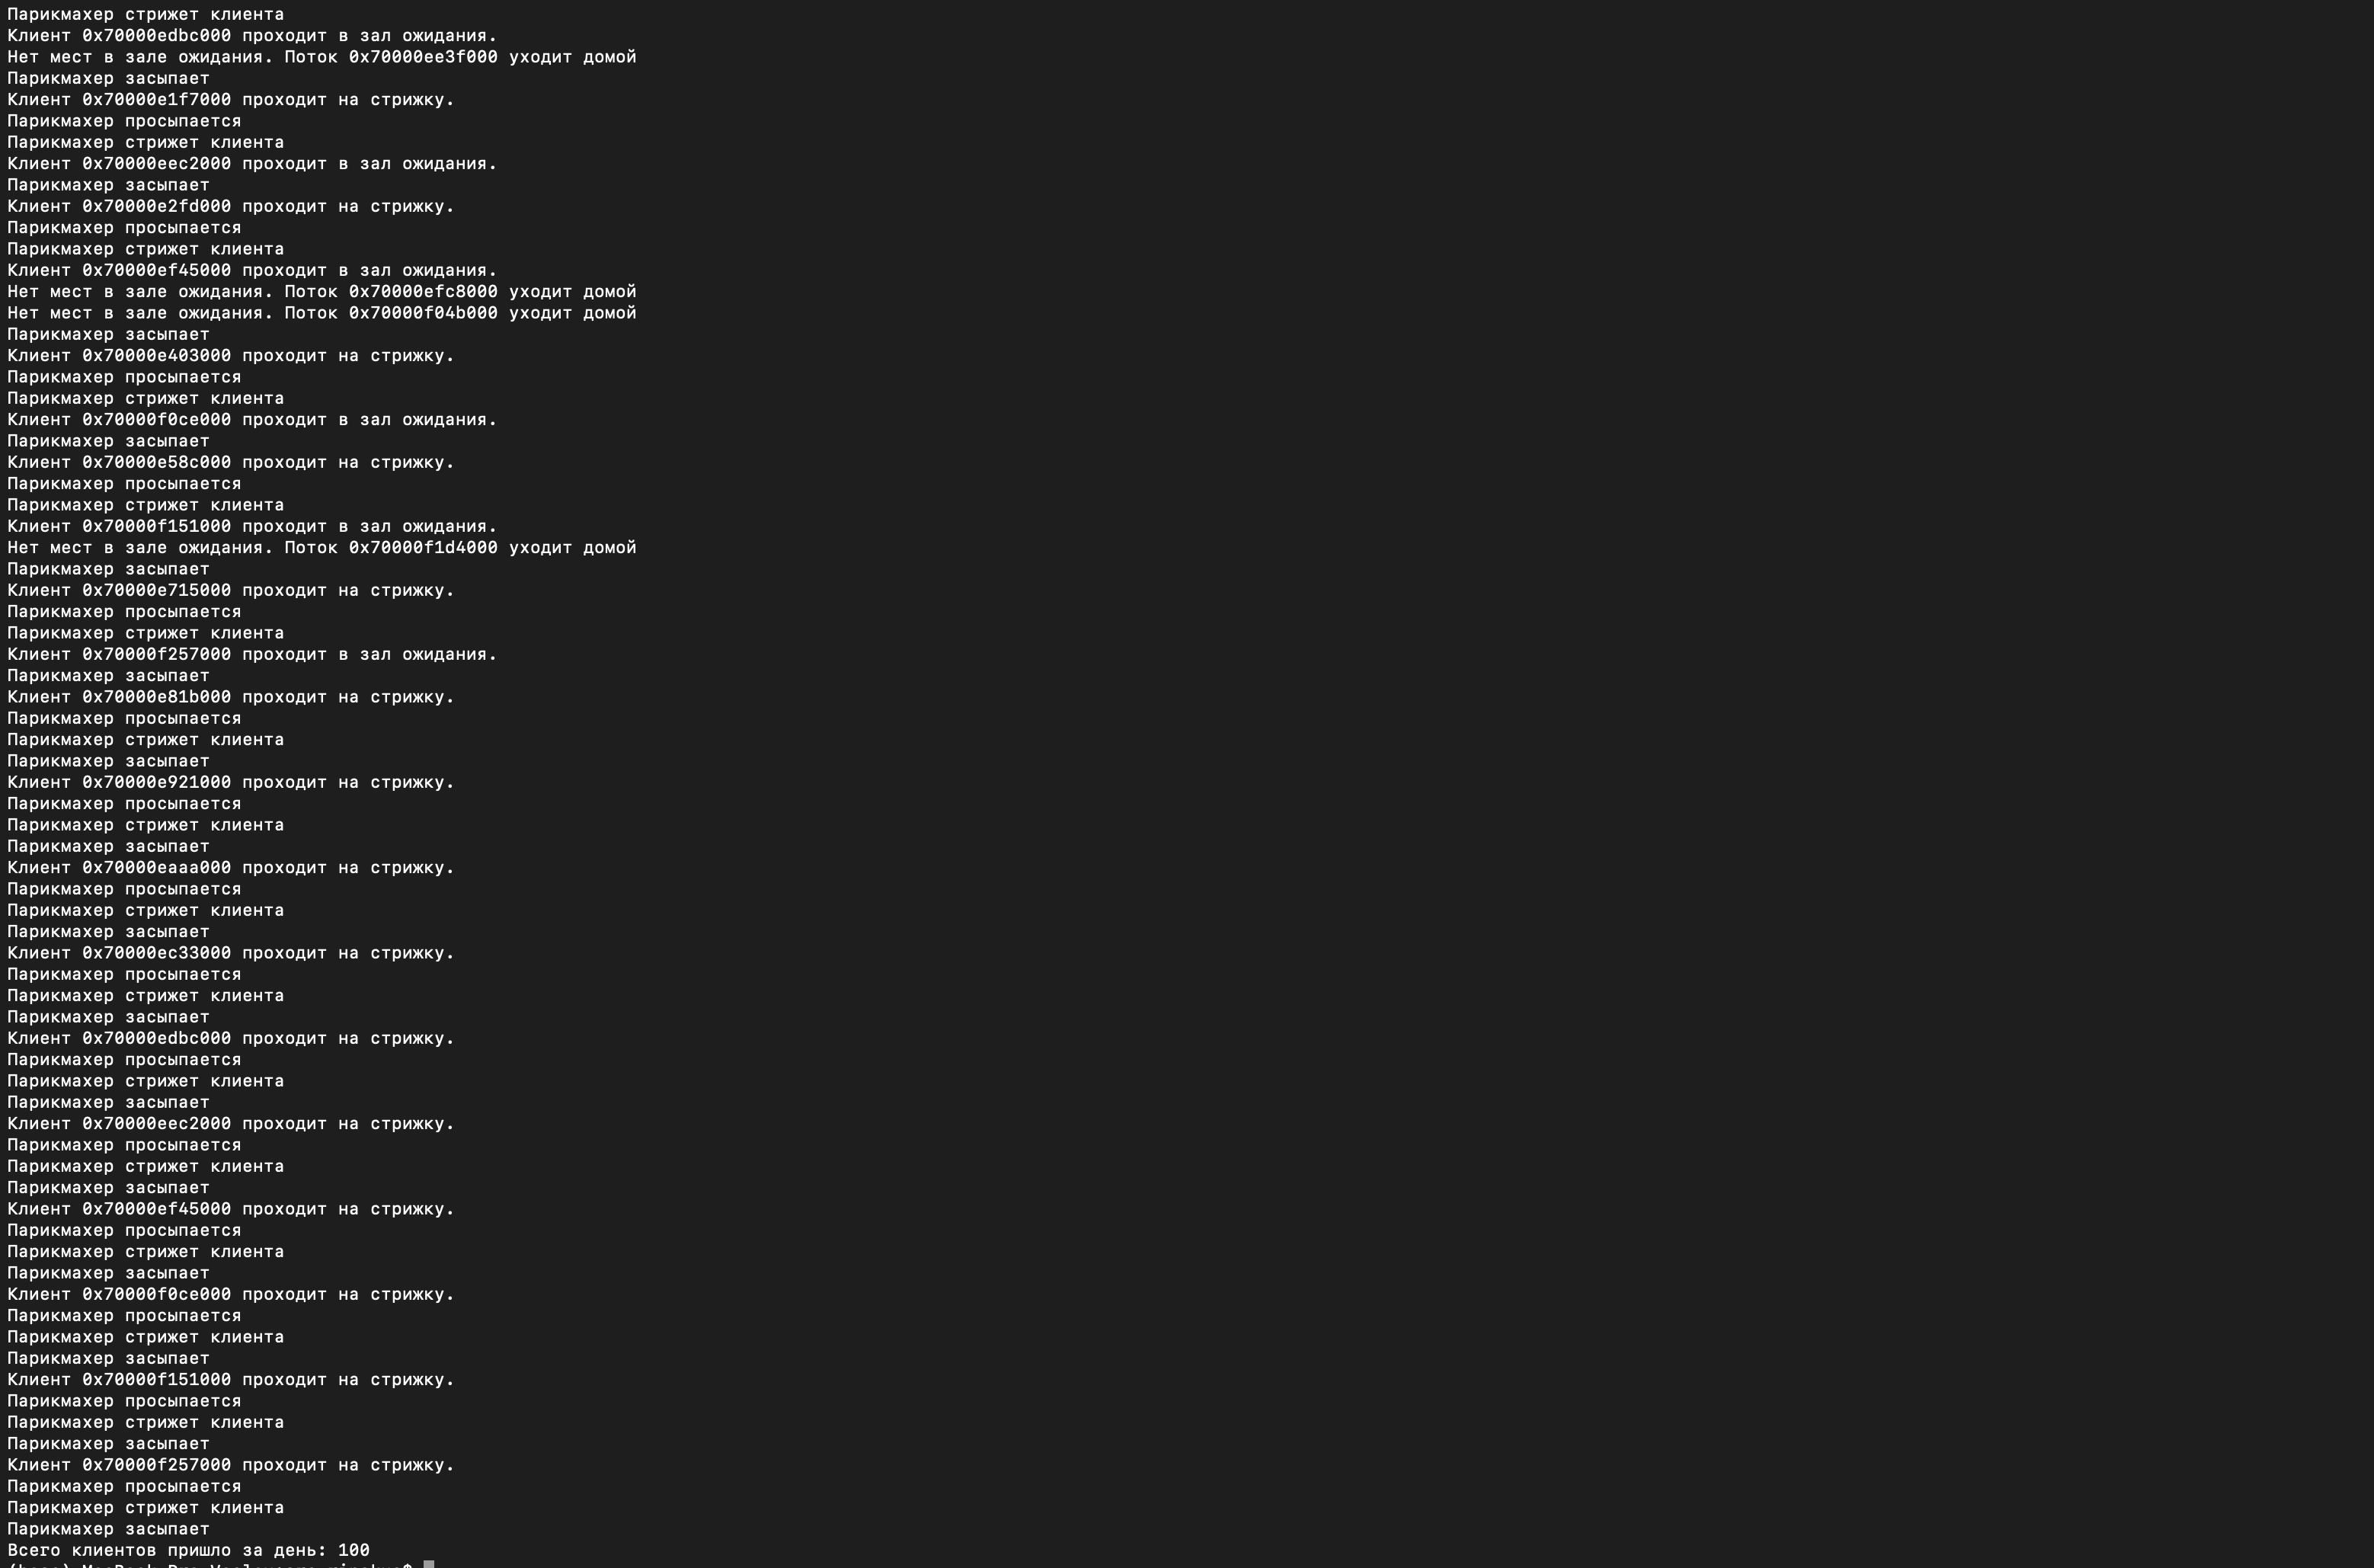 Парикмахер стрижет клиента
Клиент 0x70000edbc000 проходит в зал ожидания.
Нет мест в зале ожидания. Поток 0x70000ee3f000 уходит домой
Парикмахер засыпает
Клиент 0x70000e1f7000 проходит на стрижку.
Парикмахер просыпается
Парикмахер стрижет клиента
Клиент 0x70000eec2000 проходит в зал ожидания.
Парикмахер засыпает
Клиент 0x70000e2fd000 проходит на стрижку.
Парикмахер просыпается
Парикмахер стрижет клиента
Клиент 0x70000ef45000 проходит в зал ожидания.
Нет мест в зале ожидания. Поток 0x70000efc8000 уходит домой
Нет мест в зале ожидания. Поток 0x70000f04b000 уходит домой
Парикмахер засыпает
Клиент 0x70000e403000 проходит на стрижку.
Парикмахер просыпается
Парикмахер стрижет клиента
Клиент 0x70000f0ce000 проходит в зал ожидания.
Парикмахер засыпает
Клиент 0x70000e58c000 проходит на стрижку.
Парикмахер просыпается
Парикмахер стрижет клиента
Клиент 0x70000f151000 проходит в зал ожидания.
Нет мест в зале ожидания. Поток 0x70000f1d4000 уходит домой
Парикмахер засыпает
Клиент 0x70000e715000 проходит на стрижку.
Парикмахер просыпается
Парикмахер стрижет клиента
Клиент 0x70000f257000 проходит в зал ожидания.
Парикмахер засыпает
Клиент 0x70000e81b000 проходит на стрижку.
Парикмахер просыпается
Парикмахер стрижет клиента
Парикмахер засыпает
Клиент 0x70000e921000 проходит на стрижку.
Парикмахер просыпается
Парикмахер стрижет клиента
Парикмахер засыпает
Клиент 0x70000eaaa000 проходит на стрижку.
Парикмахер просыпается
Парикмахер стрижет клиента
Парикмахер засыпает
Клиент 0x70000ec33000 проходит на стрижку.
Парикмахер просыпается
Парикмахер стрижет клиента
Парикмахер засыпает
Клиент 0x70000edbc000 проходит на стрижку.
Парикмахер просыпается
Парикмахер стрижет клиента
Парикмахер засыпает
Клиент 0x70000eec2000 проходит на стрижку.
Парикмахер просыпается
Парикмахер стрижет клиента
Парикмахер засыпает
Клиент 0x70000ef45000 проходит на стрижку.
Парикмахер просыпается
Парикмахер стрижет клиента
Парикмахер засыпает
Клиент 0x70000f0ce000 проходит на стрижку.
Парикмахер просыпается
Парикмахер стрижет клиента
Парикмахер засыпает
Клиент 0x70000f151000 проходит на стрижку.
Парикмахер просыпается
Парикмахер стрижет клиента
Парикмахер засыпает
Клиент 0x70000f257000 проходит на стрижку.
Парикмахер просыпается
Парикмахер стрижет клиента
Парикмахер засыпает
Всего клиентов пришло за день: 100